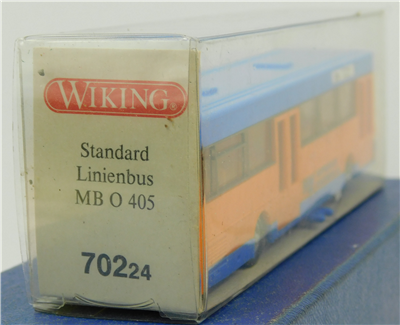 WIKING®
Standard
Linienbus
MB O 405
70224